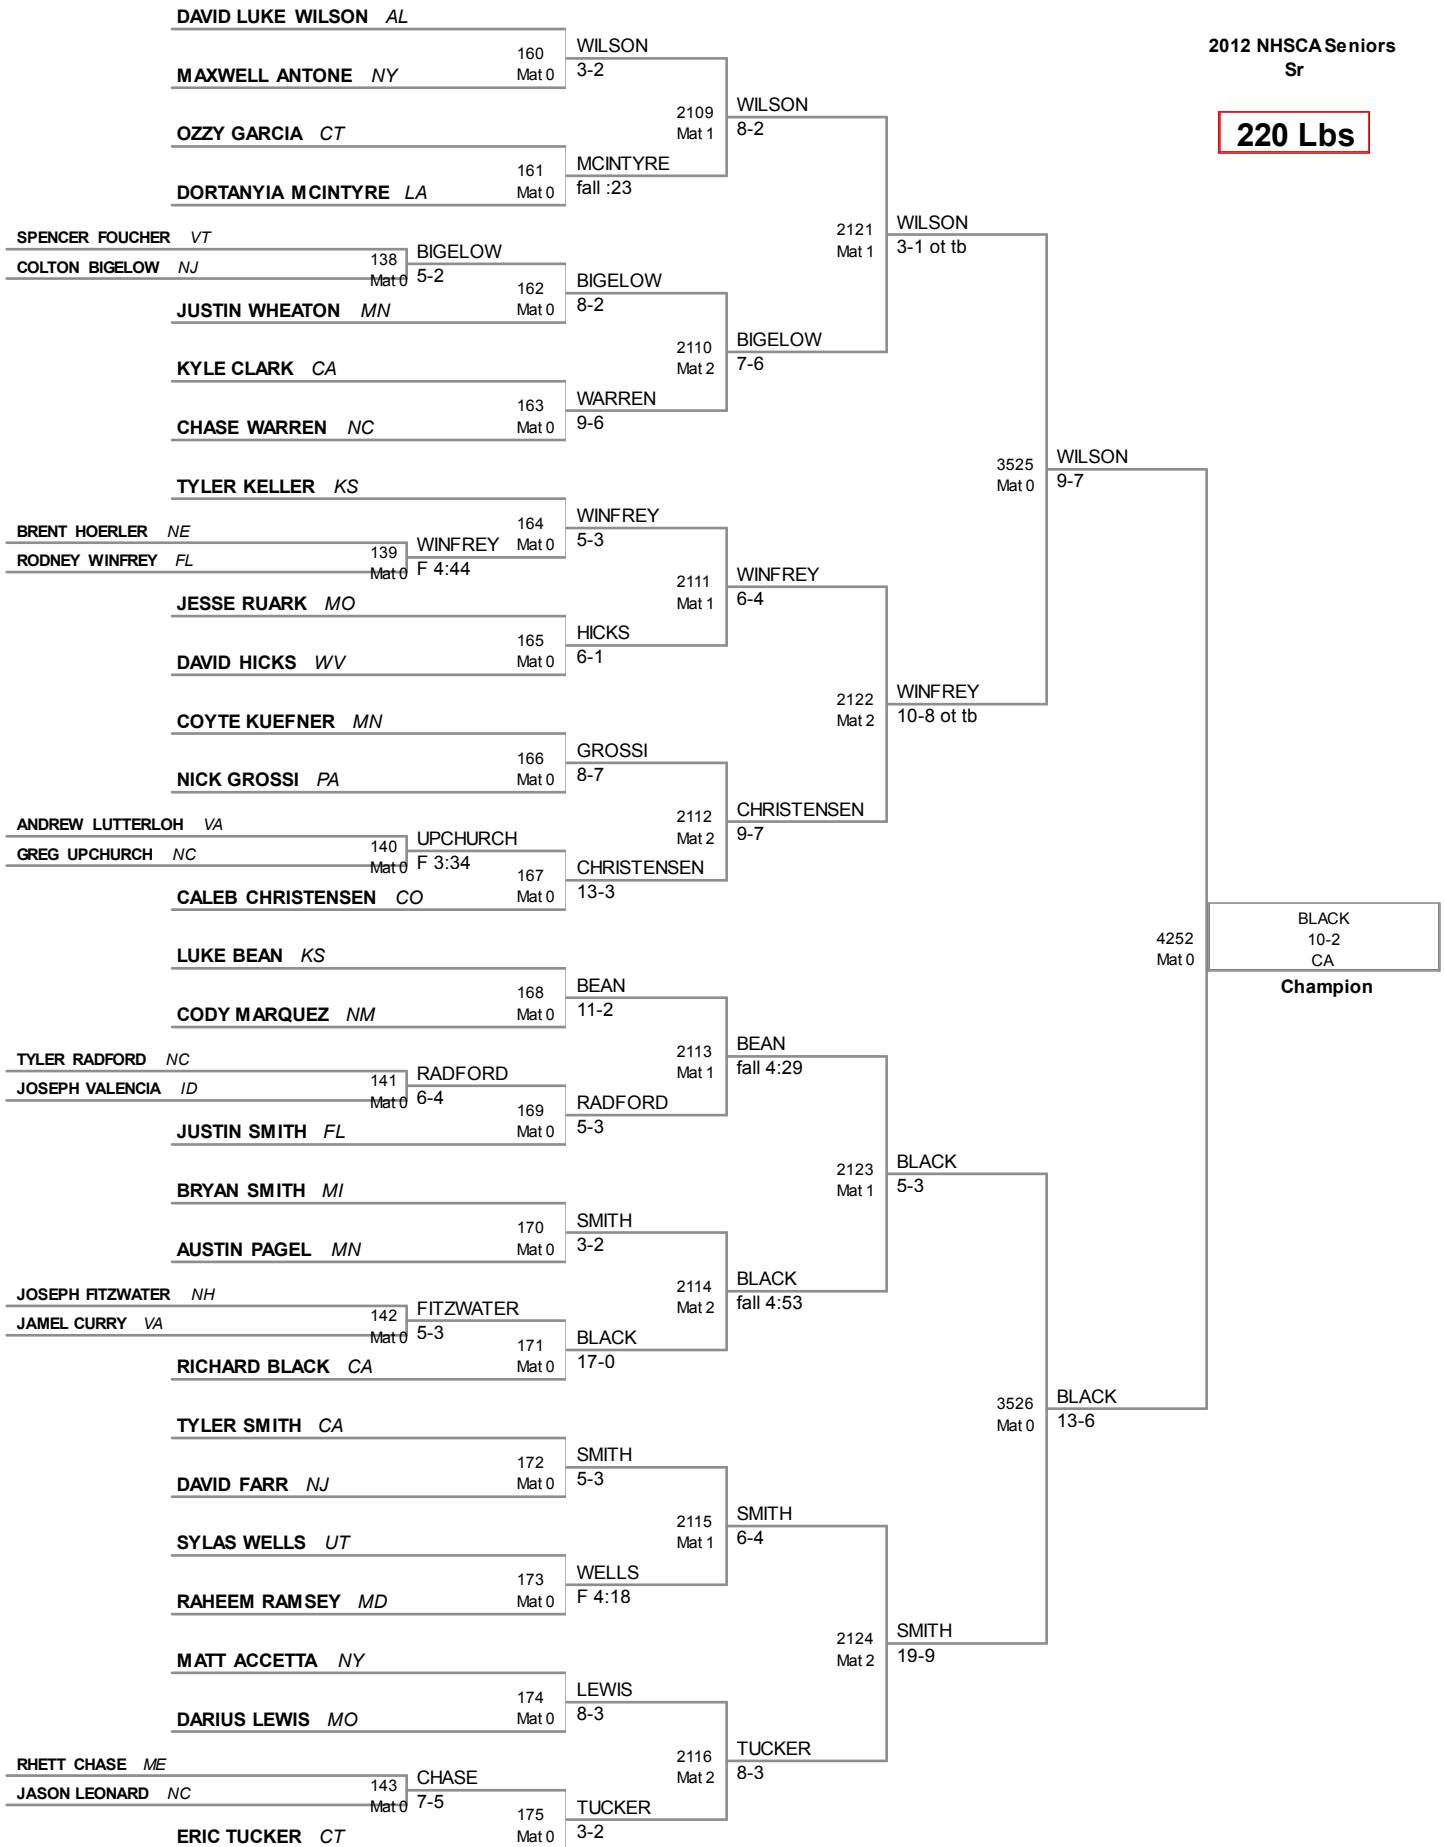 DAVID LUKE WILSON AL
160 WILSON
Mat 0 3-2
MAXWELL ANTONE NY
2012 NHSCA Seniors
Sr
220 Lbs
2109 WILSON
Mat 1 8-2
OZZY GARCIA CT
161 MCINTYRE
Mat 0 fall :23
DORTANYIA MCINTYRE LA
2121 WILSON
Mat 1 3-1 ot tb
SPENCER FOUCHER VT
138 BIGELOW
COLTON BIGELOW NJ
Mat 0 5-2
162 BIGELOW
Mat 0 8-2
JUSTIN WHEATON MN
2110 BIGELOW
Mat 2 7-6
KYLE CLARK CA
163 WARREN
Mat 0 9-6
CHASE WARREN NC
3525 WILSON
Mat 0 9-7
TYLER KELLER KS
164 WINFREY
Mat 0 5-3
BRENT HOERLER NE
139 WINFREY
RODNEY WINFREY FL
Mat 0 F 4:44
2111 WINFREY
Mat 1 6-4
JESSE RUARK MO
165 HICKS
Mat 0 6-1
DAVID HICKS WV
2122 WINFREY
Mat 2 10-8 ot tb
COYTE KUEFNER MN
166 GROSSI
Mat 0 8-7
NICK GROSSI PA
2112 CHRISTENSEN
Mat 2 9-7
ANDREW LUTTERLOH VA
140 UPCHURCH
GREG UPCHURCH NC
Mat 0 F 3:34
167 CHRISTENSEN
Mat 0 13-3
CALEB CHRISTENSEN CO
4252 BLACK
Mat 0 10-2
CA
Champion
LUKE BEAN KS
168 BEAN
Mat 0 11-2
CODY MARQUEZ NM
2113 BEAN
Mat 1 fall 4:29
TYLER RADFORD NC
141 RADFORD
JOSEPH VALENCIA ID
Mat 0 6-4
169 RADFORD
Mat 0 5-3
JUSTIN SMITH FL
2123 BLACK
Mat 1 5-3
BRYAN SMITH MI
170 SMITH
Mat 0 3-2
AUSTIN PAGEL MN
2114 BLACK
Mat 2 fall 4:53
JOSEPH FITZWATER NH
142 FITZWATER
JAMEL CURRY VA
Mat 0 5-3
171 BLACK
Mat 0 17-0
RICHARD BLACK CA
3526 BLACK
Mat 0 13-6
TYLER SMITH CA
172 SMITH
Mat 0 5-3
DAVID FARR NJ
2115 SMITH
Mat 1 6-4
SYLAS WELLS UT
173 WELLS
Mat 0 F 4:18
RAHEEM RAMSEY MD
2124 SMITH
Mat 2 19-9
MATT ACCETTA NY
174 LEWIS
Mat 0 8-3
DARIUS LEWIS MO
2116 TUCKER
Mat 2 8-3
RHETT CHASE ME
143 CHASE
JASON LEONARD NC
Mat 0 7-5
175 TUCKER
Mat 0 3-2
ERIC TUCKER CT